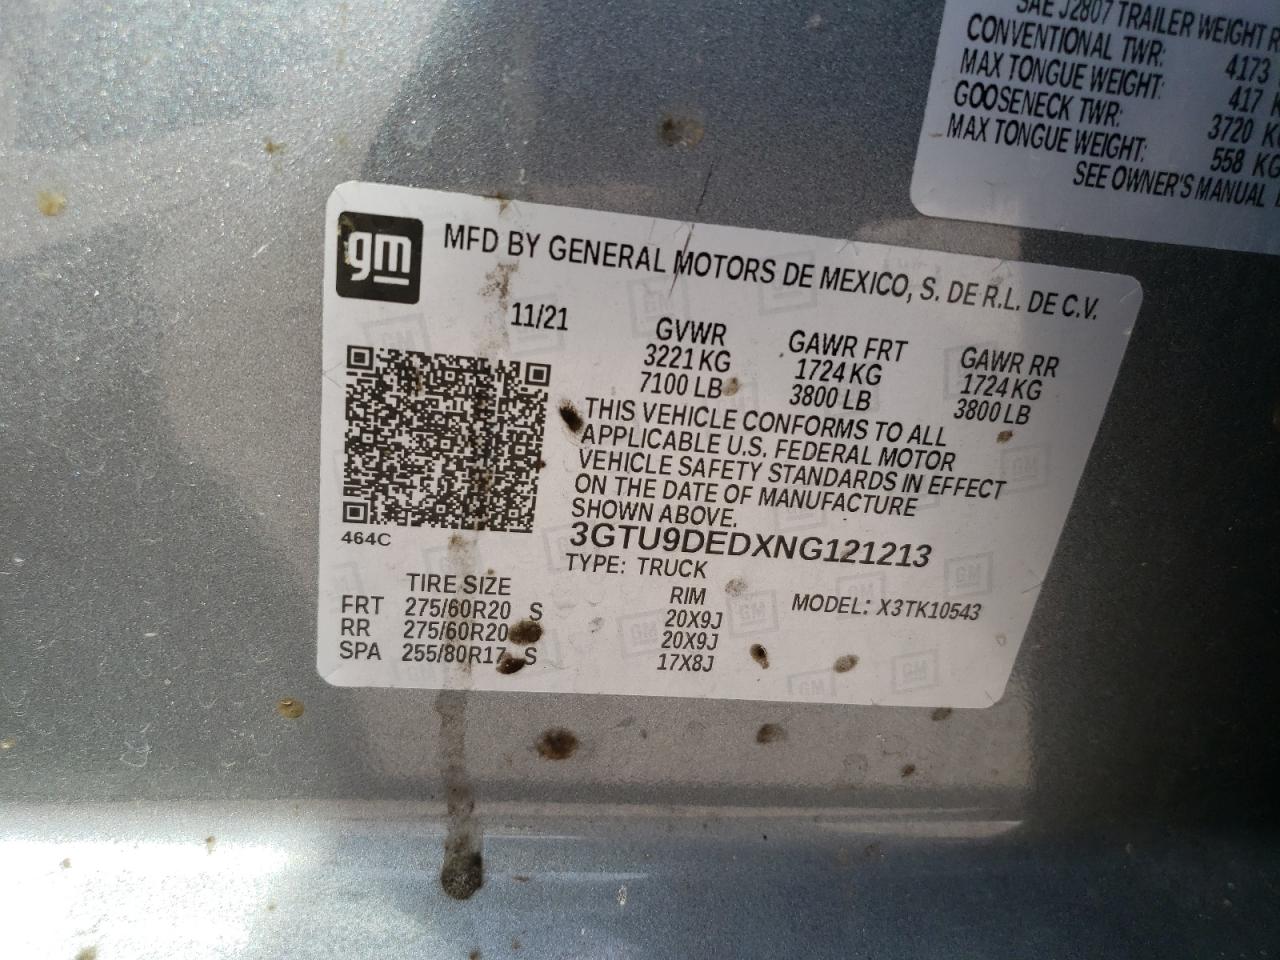 SAE J2807 TRAILER WEIGHT
CONVENTIONAL TWR: 4173
MAX TONGUE WEIGHT: 417
GOOSENECK TWR: 3720 KG
MAX TONGUE WEIGHT: 558 KG
SEE OWNER'S MANUAL
gm
MFD BY GENERAL MOTORS DE MEXICO, S. DE R.L. DE C.V.
11/21
GVWR GAWR FRT GAWR RR
3221 KG 1724 KG 1724 KG
7100 LB 3800 LB 3800 LB
THIS VEHICLE CONFORMS TO ALL
APPLICABLE U.S. FEDERAL MOTOR
VEHICLE SAFETY STANDARDS IN EFFECT
ON THE DATE OF MANUFACTURE
SHOWN ABOVE.
464C
3GTU9DEDXNG121213
TYPE: TRUCK
MODEL: X3TK10543
TIRE SIZE RIM
FRT 275/60R20 S 20X9J
RR 275/60R20 20X9J
SPA 255/80R17 S 17X8J